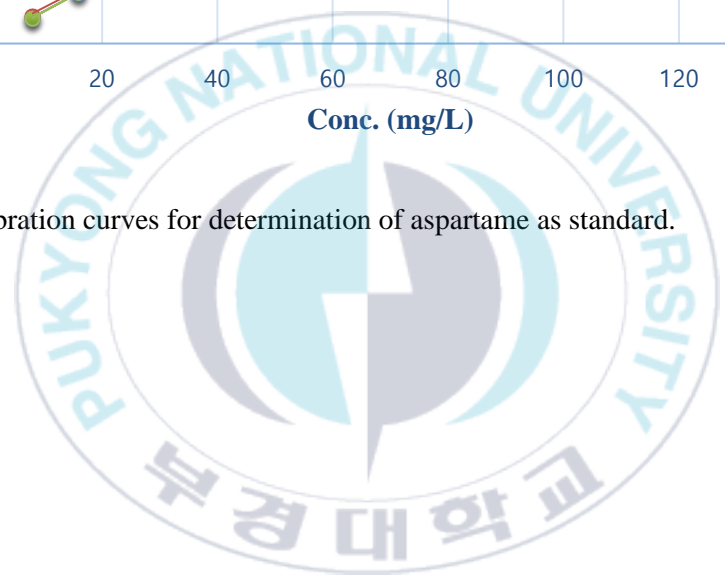 20 40 60 80 100 120
Conc. (mg/L)
bration curves for determination of aspartame as standard.
PUKYONG NATIONAL UNIVERSITY
부경대학교